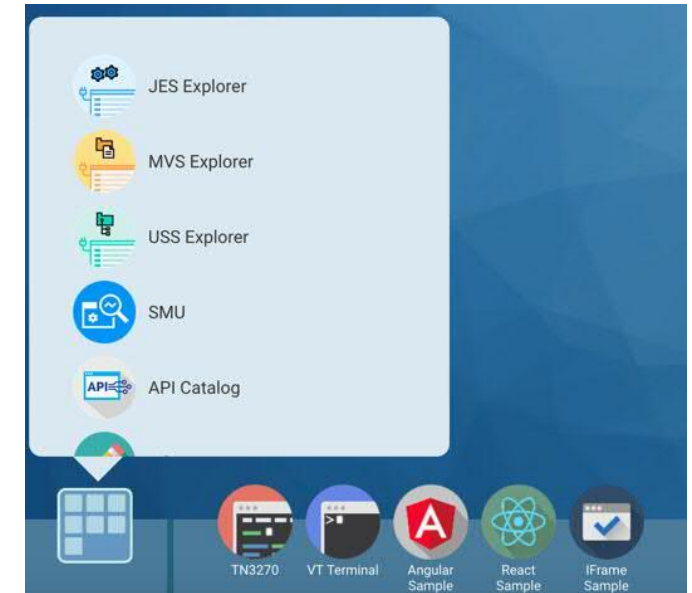 JES Explorer
MVS Explorer
USS Explorer
SMU
API
API Catalog
TN3270
VT Terminal
Angular
Sample
React
Sample
IFrame
Sample
A